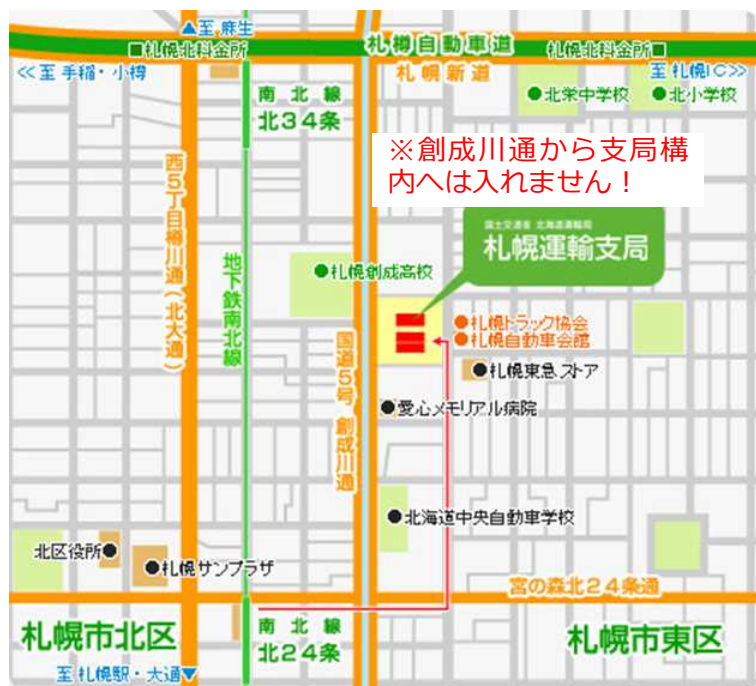 ▲至 麻生
■札幌北料金所
札樽自動車道
札幌北料金所■
<<至 手稲・小樽
札幌新道
至 札幌IC>>
南北線
北34条
●北栄中学校
●北小学校
※創成川通から支局構
内へは入れません！
西5丁目樽川通(北大通)
国土交通省 北海道運輸局
札幌運輸支局
地下鉄南北線
●札幌創成高校
国道5号 創成川通
●札幌トラック協会
●札幌自動車会館
●札幌東急ストア
●愛心メモリアル病院
●北海道中央自動車学校
北区役所●
●札幌サンプラザ
宮の森北24条通
札幌市北区
南北線
北24条
札幌市東区
至 札幌駅・大通▼